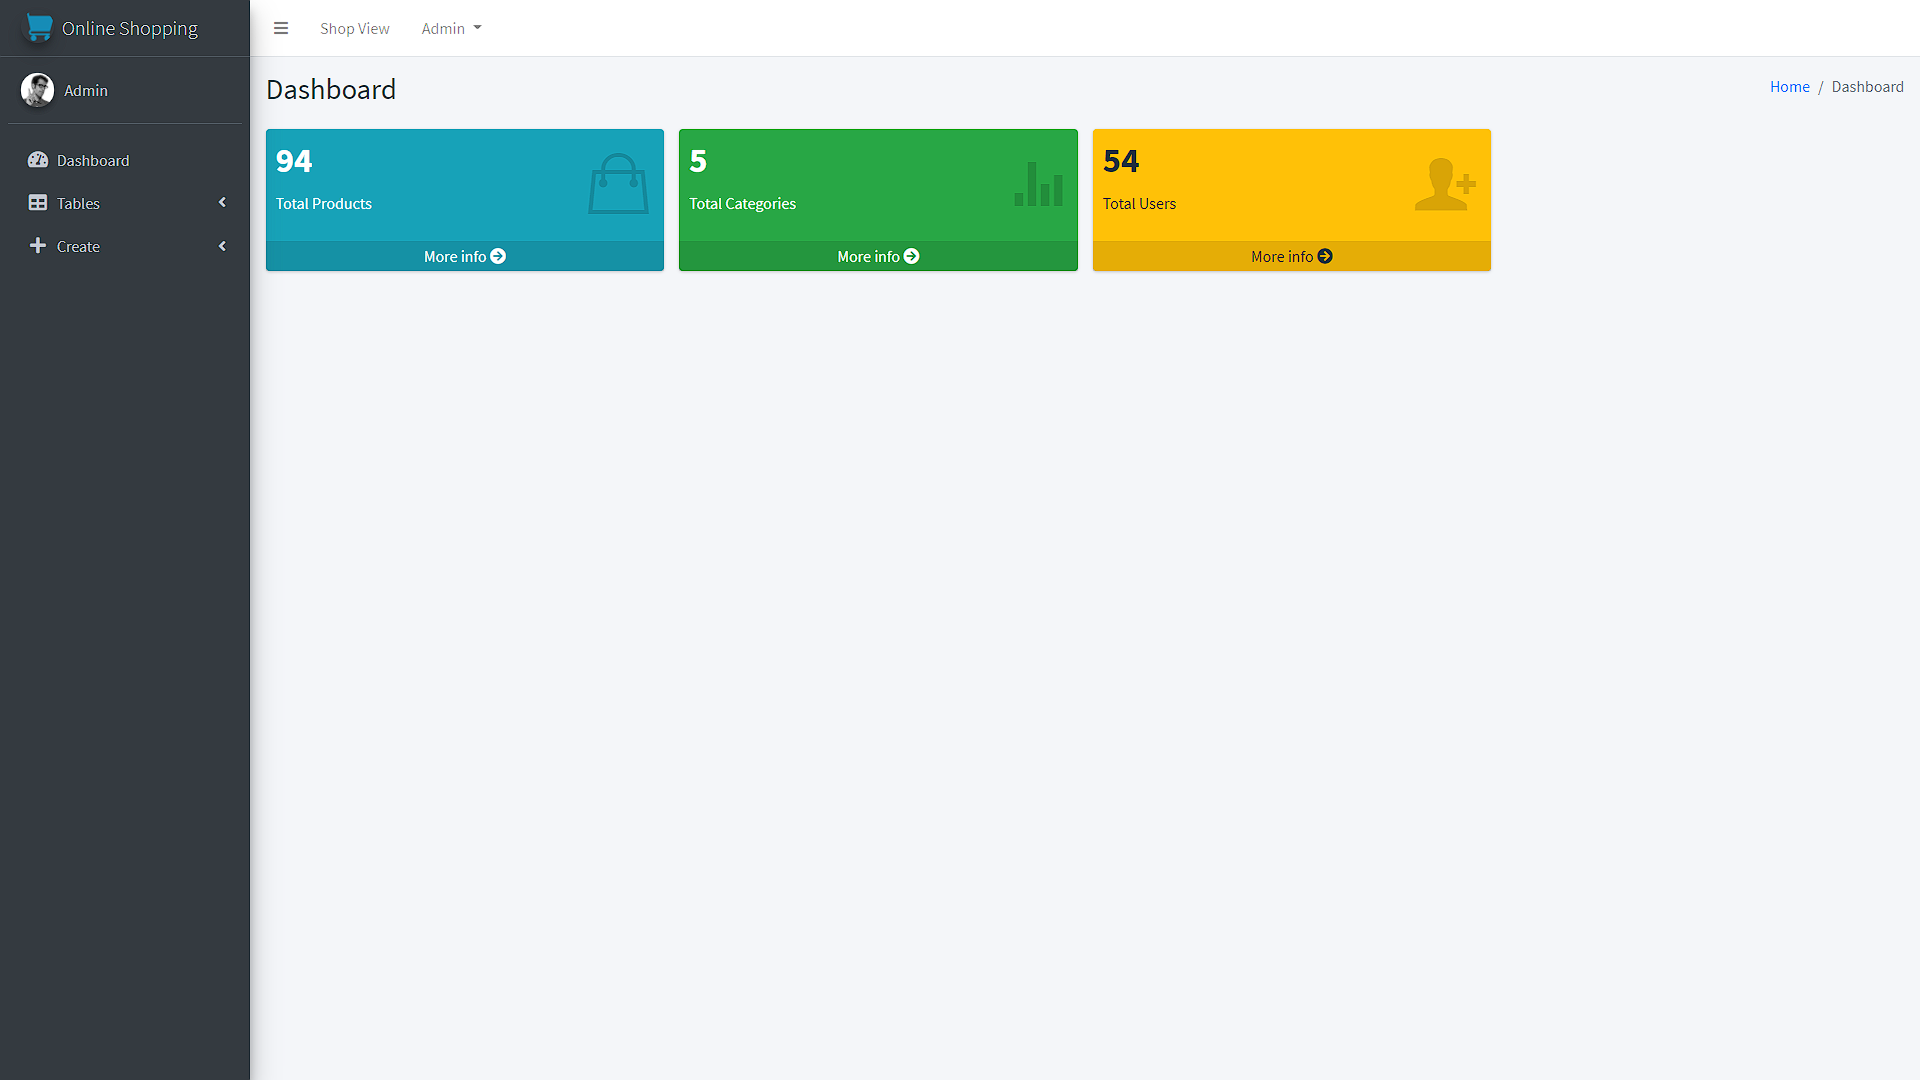 Online Shopping
Shop View
Admin
Admin
Dashboard
Tables
Create
Dashboard
Home / Dashboard
94
Total Products
More info
5
Total Categories
More info
54
Total Users
More info